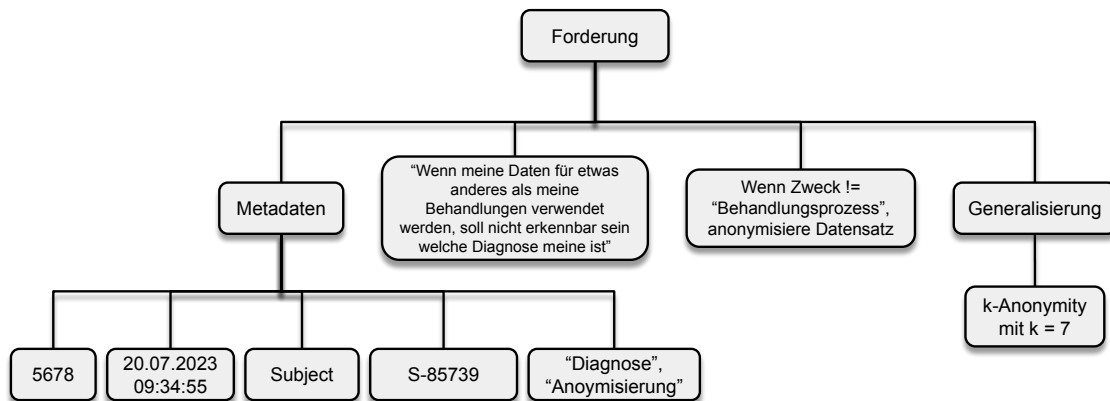 Forderung
Metadaten
“Wenn meine Daten für etwas
anderes als meine
Behandlungen verwendet
werden, soll nicht erkennbar sein
welche Diagnose meine ist”
Wenn Zweck !=
“Behandlungsprozess”,
anonymisiere Datensatz
Generalisierung
5678
20.07.2023
09:34:55
Subject
S-85739
“Diagnose”,
“Anoymisierung”
k-Anonymity
mit k = 7